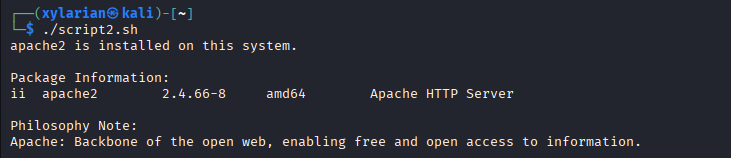 ┌──(xylarian㉿kali)-[~]
└─$ ./script2.sh
apache2 is installed on this system.
Package Information:
ii  apache2        2.4.66-8     amd64        Apache HTTP Server
Philosophy Note:
Apache: Backbone of the open web, enabling free and open access to information.